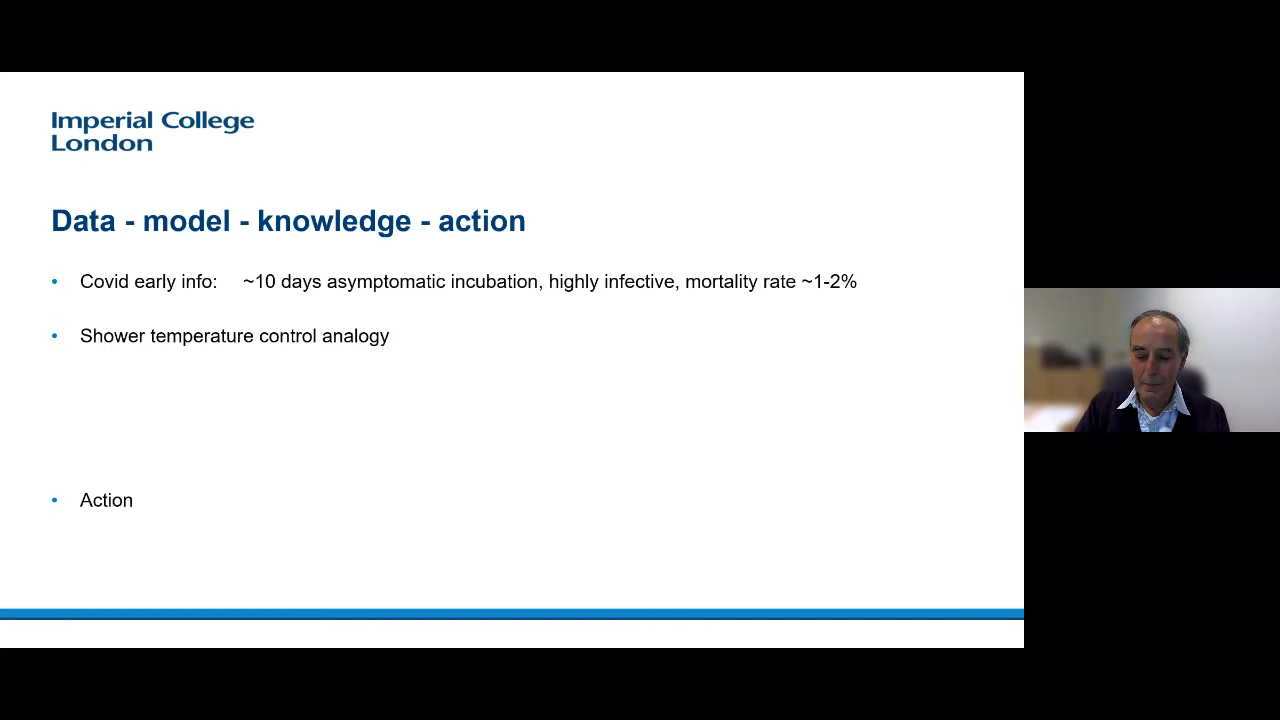 Imperial College
London
Data - model - knowledge - action
• Covid early info: ~10 days asymptomatic incubation, highly infective, mortality rate ~1-2%
• Shower temperature control analogy
• Action